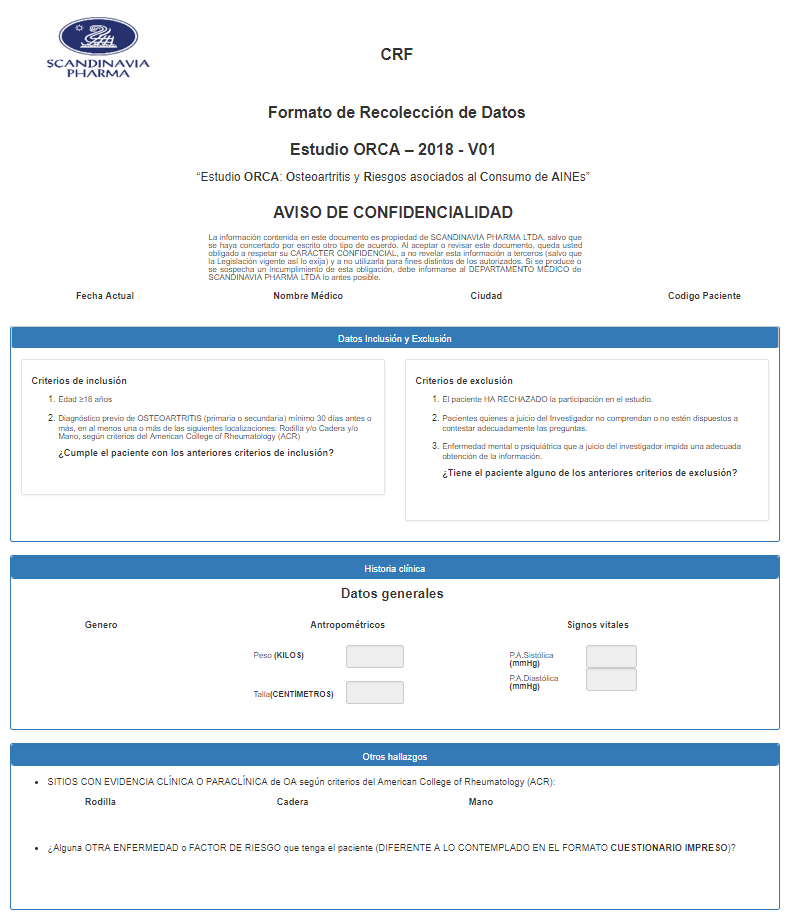 SCANDINAVIA
PHARMA
CRF
Formato de Recolección de Datos
Estudio ORCA – 2018 - V01
“Estudio ORCA: Osteoartritis y Riesgos asociados al Consumo de AINEs”
AVISO DE CONFIDENCIALIDAD
La información contenida en este documento es propiedad de SCANDINAVIA PHARMA LTDA, salvo que
se haya concertado por escrito otro tipo de acuerdo. Al aceptar o revisar este documento, queda usted
obligado a respetar su CARÁCTER CONFIDENCIAL, a no revelar esta información a terceros (salvo que
la Legislación vigente así lo exija) y a no utilizarla para fines distintos de los autorizados. Si se produce o
se sospecha un incumplimiento de esta obligación, debe informarse al DEPARTAMENTO MÉDICO de
SCANDINAVIA PHARMA LTDA lo antes posible.
Fecha Actual Nombre Médico Ciudad Codigo Paciente
Datos Inclusión y Exclusión
Criterios de inclusión
1. Edad ≥18 años
2. Diagnóstico previo de OSTEOARTRITIS (primaria o secundaria) mínimo 30 días antes o
más, en al menos una o más de las siguientes localizaciones: Rodilla y/o Cadera y/o
Mano, según criterios del American College of Rheumatology (ACR)
¿Cumple el paciente con los anteriores criterios de inclusión?
Criterios de exclusión
1. El paciente HA RECHAZADO la participación en el estudio.
2. Pacientes quienes a juicio del Investigador no comprendan o no estén dispuestos a
contestar adecuadamente las preguntas.
3. Enfermedad mental o psiquiátrica que a juicio del investigador impida una adecuada
obtención de la información.
¿Tiene el paciente alguno de los anteriores criterios de exclusión?
Historia clínica
Datos generales
Genero Antropométricos Signos vitales
Peso (KILOS)
Talla(CENTÍMETROS)
P.A.Sistólica
(mmHg)
P.A.Diastólica
(mmHg)
Otros hallazgos
• SITIOS CON EVIDENCIA CLÍNICA O PARACLÍNICA de OA según criterios del American College of Rheumatology (ACR):
Rodilla Cadera Mano
• ¿Alguna OTRA ENFERMEDAD o FACTOR DE RIESGO que tenga el paciente (DIFERENTE A LO CONTEMPLADO EN EL FORMATO CUESTIONARIO IMPRESO)?